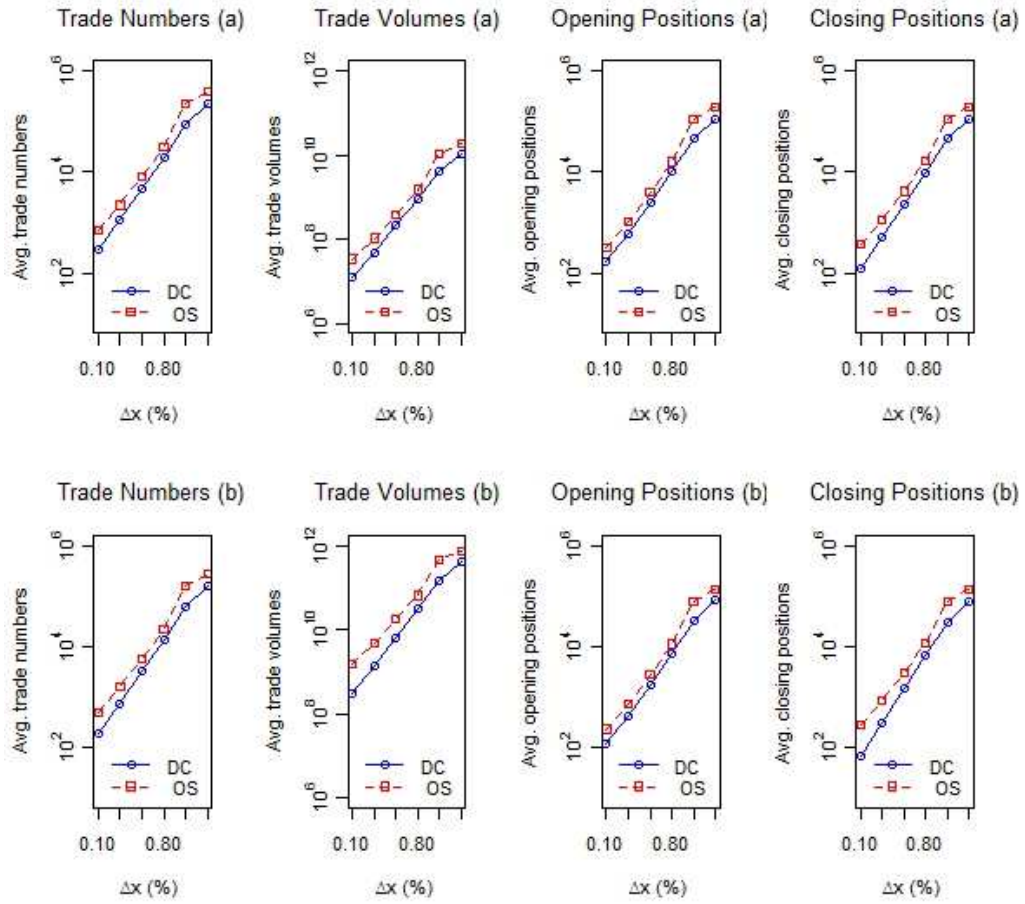 Trade Numbers (a)
Avg. trade numbers
10^6
10^4
10^2
DC
OS
0.10 0.80
Δx (%)
Trade Volumes (a)
Avg. trade volumes
10^12
10^10
10^8
10^6
DC
OS
0.10 0.80
Δx (%)
Opening Positions (a)
Avg. opening positions
10^6
10^4
10^2
DC
OS
0.10 0.80
Δx (%)
Closing Positions (a)
Avg. closing positions
10^6
10^4
10^2
DC
OS
0.10 0.80
Δx (%)
Trade Numbers (b)
Avg. trade numbers
10^6
10^4
10^2
DC
OS
0.10 0.80
Δx (%)
Trade Volumes (b)
Avg. trade volumes
10^12
10^10
10^8
10^6
DC
OS
0.10 0.80
Δx (%)
Opening Positions (b)
Avg. opening positions
10^6
10^4
10^2
DC
OS
0.10 0.80
Δx (%)
Closing Positions (b)
Avg. closing positions
10^6
10^4
10^2
DC
OS
0.10 0.80
Δx (%)